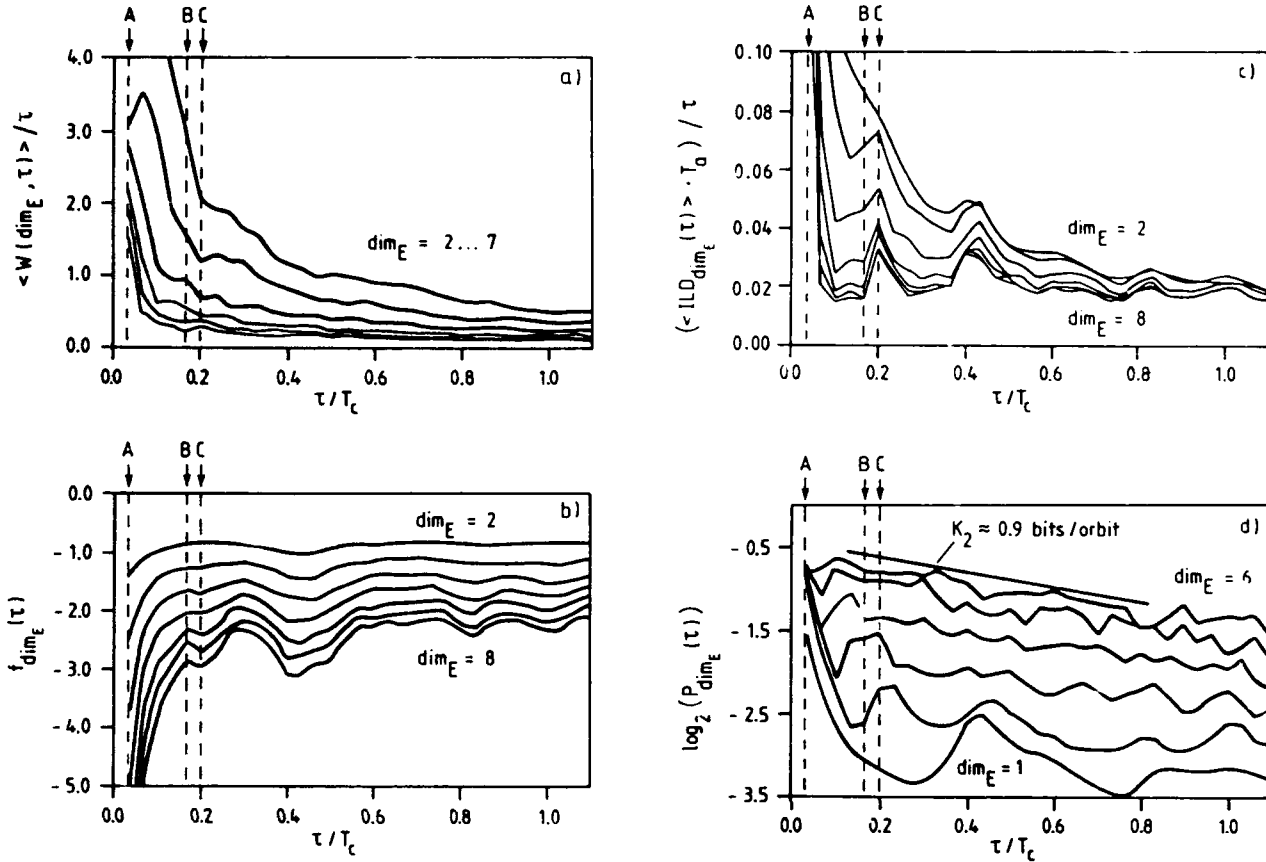 A B C
4.0
3.0
2.0
1.0
0.0
a)
dim_E = 2 ... 7
0.0 0.2 0.4 0.6 0.8 1.0
τ/T_c
< W (dim_E, τ) > / τ
A B C
0.10
0.08
0.06
0.04
0.02
0.00
c)
dim_E = 2
dim_E = 8
0.0 0.2 0.4 0.6 0.8 1.0
τ/T_c
(< ILD_dim_E (τ) > · T_a) / τ
A B C
0.0
-1.0
-2.0
-3.0
-4.0
-5.0
b)
dim_E = 2
dim_E = 8
0.0 0.2 0.4 0.6 0.8 1.0
τ/T_c
f_dim_E (τ)
A B C
-0.5
-1.5
-2.5
-3.5
d)
K_2 ≈ 0.9 bits/orbit
dim_E = 6
dim_E = 1
0.0 0.2 0.4 0.6 0.8 1.0
τ/T_c
log_2 (P_dim_E (τ))